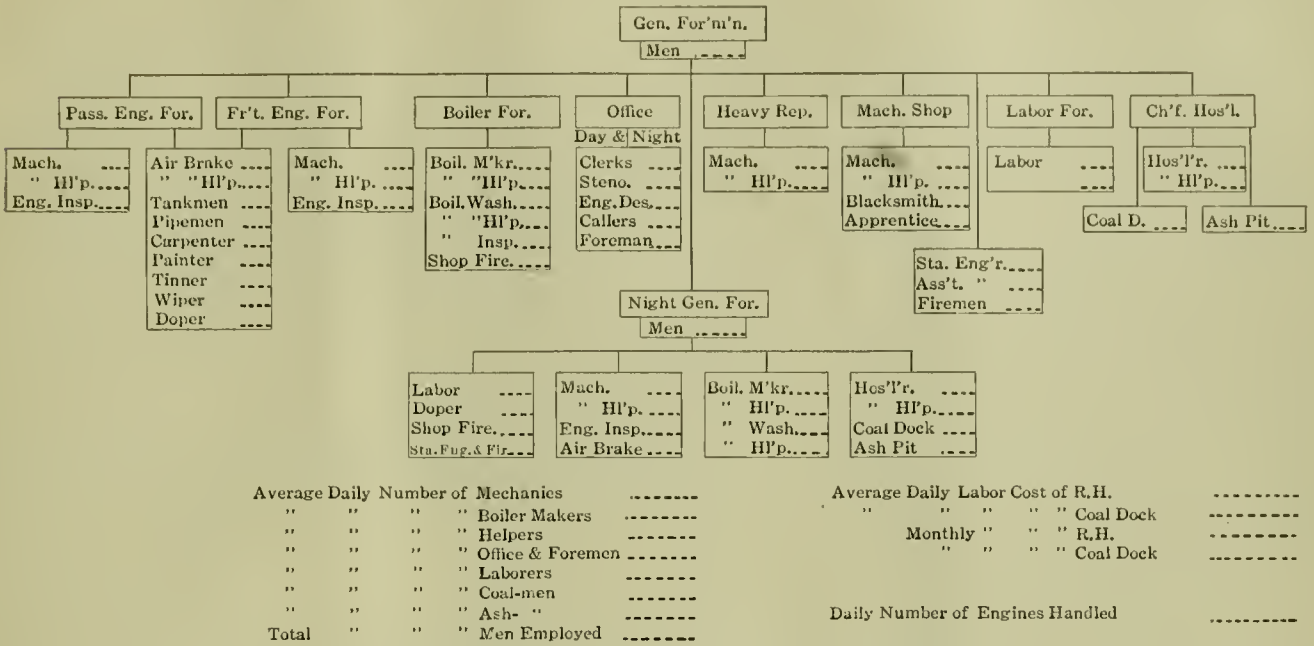 Gen. For'm'n.
Men
Pass. Eng. For.
Fr't. Eng. For.
Boiler For.
Office
Heavy Rep.
Mach. Shop
Labor For.
Ch'f. Hos'l.
Day & Night
Mach.
" Hl'p.
Eng. Insp.
Air Brake
" " Hl'p.
Tankmen
Pipemen
Carpenter
Painter
Tinner
Wiper
Doper
Mach.
" Hl'p.
Eng. Insp.
Boil. M'kr.
" " Hl'p.
Boil. Wash.
" " Hl'p.
" Insp.
Shop Fire.
Clerks
Steno.
Eng. Des.
Callers
Foreman
Mach.
" Hl'p.
Mach.
" Hl'p.
Blacksmith
Apprentice
Labor
Hos'l'r.
" Hl'p.
Coal D.
Ash Pit
Sta. Eng'r.
Ass't. "
Firemen
Night Gen. For.
Men
Labor
Doper
Shop Fire.
Sta. Eng. & Fir.
Mach.
" Hl'p.
Eng. Insp.
Air Brake
Boil. M'kr.
" Hl'p.
" Wash.
" Hl'p.
Hos'l'r.
" Hl'p.
Coal Dock
Ash Pit
Average Daily Number of Mechanics
" " " " Boiler Makers
" " " " Helpers
" " " " Office & Foremen
" " " " Laborers
" " " " Coal-men
" " " " Ash- "
Total " " " Men Employed
Average Daily Labor Cost of R.H.
" " " " " Coal Dock
Monthly " " " R.H.
" " " " Coal Dock
Daily Number of Engines Handled